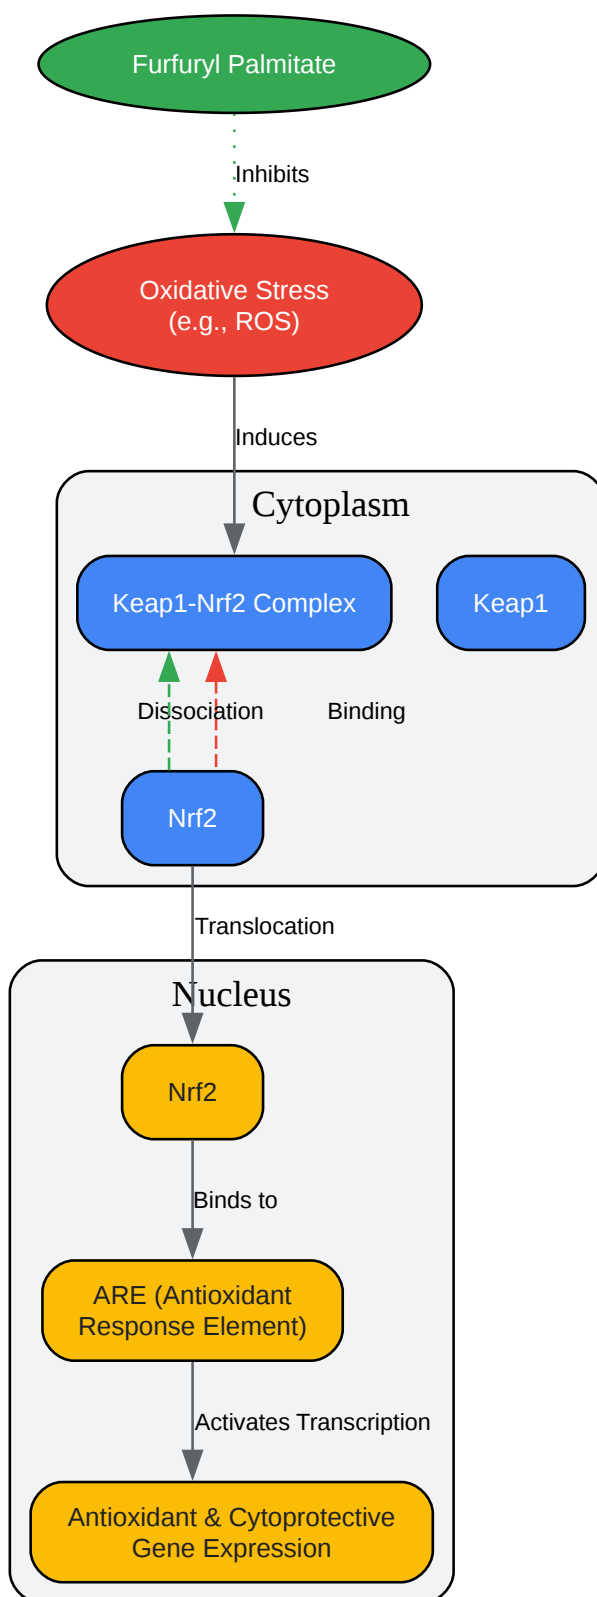 Furfuryl Palmitate
Inhibits
Oxidative Stress
(e.g., ROS)
Induces
Cytoplasm
Keap1-Nrf2 Complex
Keap1
Dissociation
Binding
Nrf2
Translocation
Nucleus
Nrf2
Binds to
ARE (Antioxidant
Response Element)
Activates Transcription
Antioxidant & Cytoprotective
Gene Expression